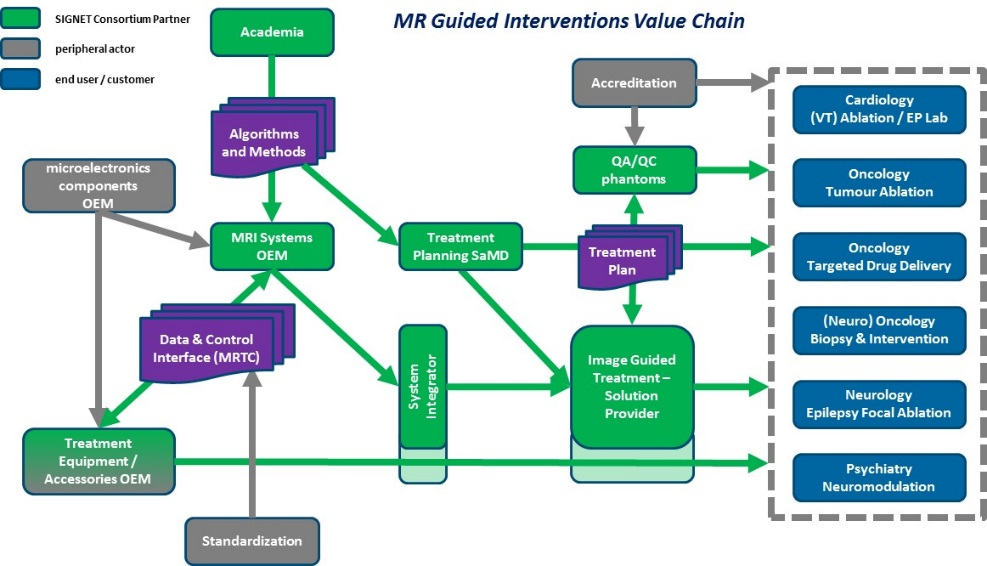 MR Guided Interventions Value Chain
SIGNET Consortium Partner
peripheral actor
end user / customer
Academia
Algorithms
and Methods
microelectronics
components
OEM
MRI Systems
OEM
Treatment
Planning SaMD
Accreditation
QA/QC
phantoms
Treatment
Plan
Data & Control
Interface (MRTC)
System
Integrator
Image Guided
Treatment –
Solution
Provider
Treatment
Equipment /
Accessories OEM
Standardization
Cardiology
(VT) Ablation / EP Lab
Oncology
Tumour Ablation
Oncology
Targeted Drug Delivery
(Neuro) Oncology
Biopsy & Intervention
Neurology
Epilepsy Focal Ablation
Psychiatry
Neuromodulation